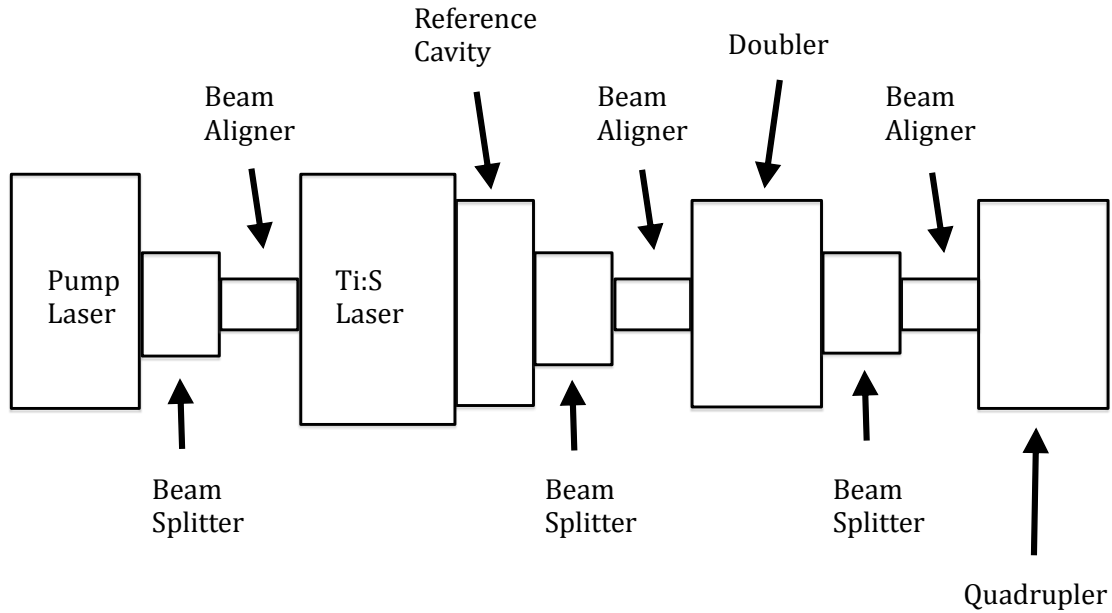 Reference
Cavity
Doubler
Beam
Aligner
Beam
Aligner
Beam
Aligner
Pump
Laser
Ti:S
Laser
Beam
Splitter
Beam
Splitter
Beam
Splitter
Quadrupler